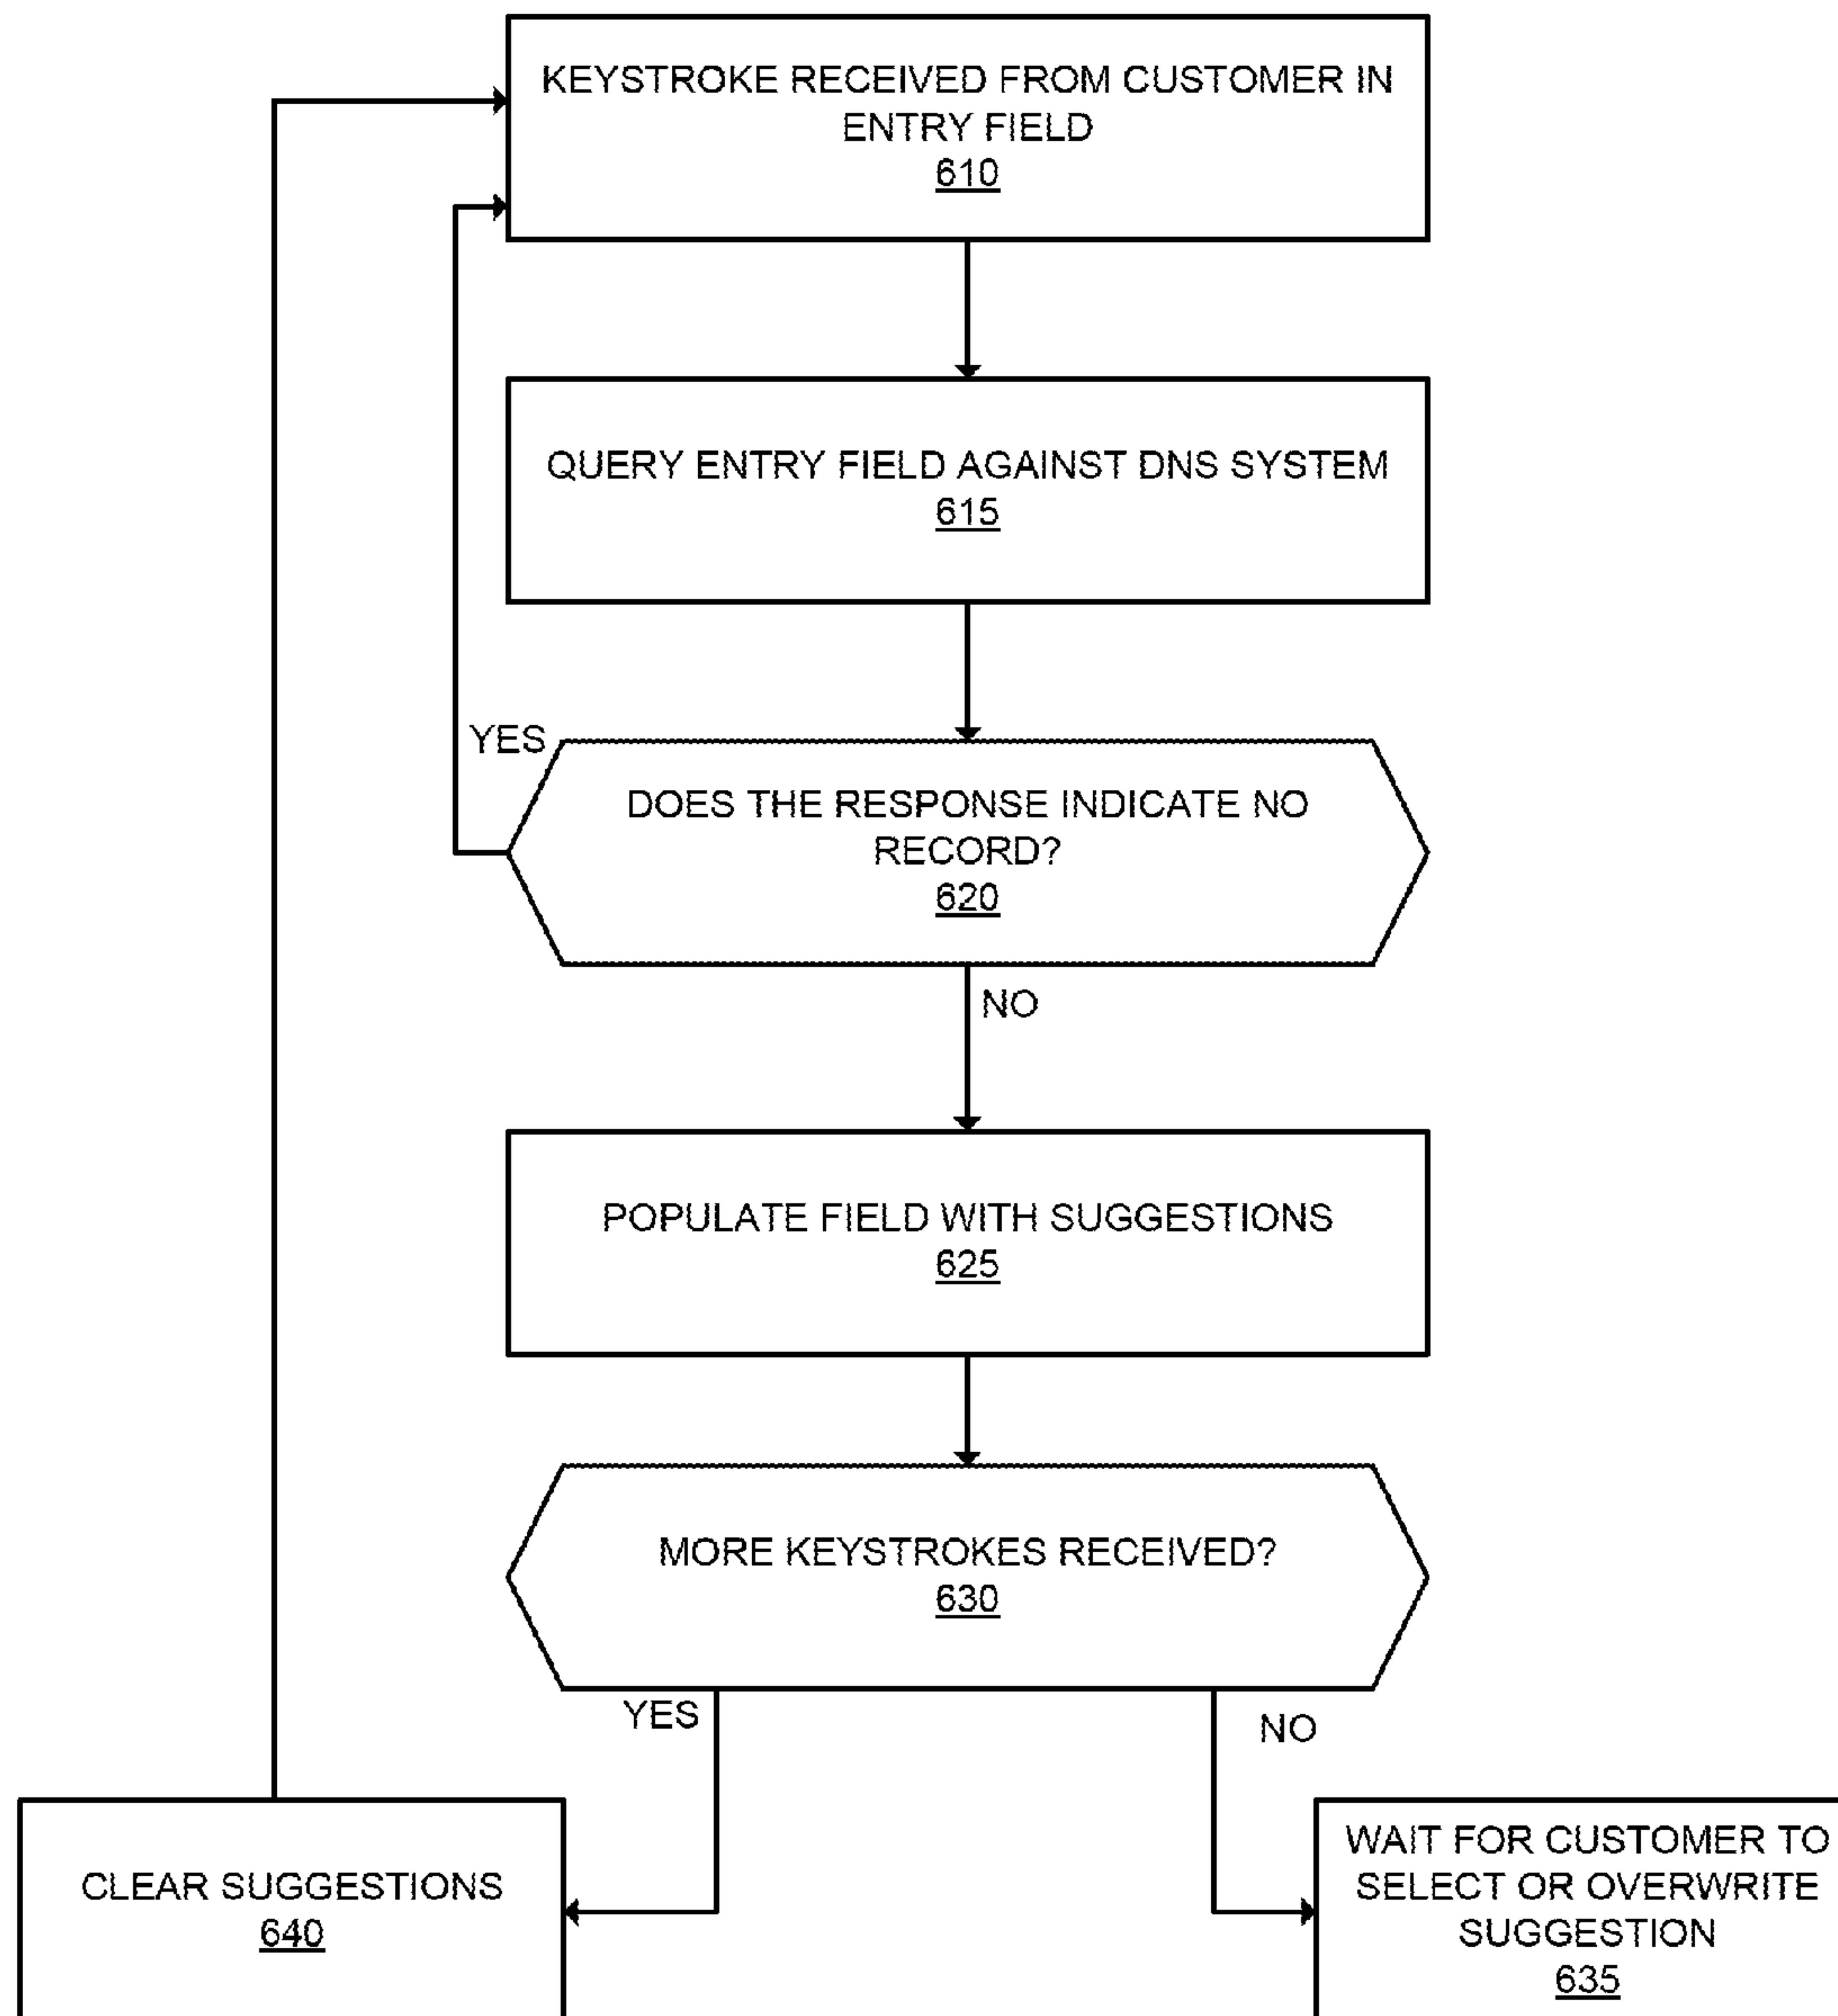 KEYSTROKE RECEIVED FROM CUSTOMER IN
ENTRY FIELD
610
QUERY ENTRY FIELD AGAINST DNS SYSTEM
615
YES
DOES THE RESPONSE INDICATE NO
RECORD?
620
NO
POPULATE FIELD WITH SUGGESTIONS
625
MORE KEYSTROKES RECEIVED?
630
YES
NO
CLEAR SUGGESTIONS
640
WAIT FOR CUSTOMER TO
SELECT OR OVERWRITE
SUGGESTION
635